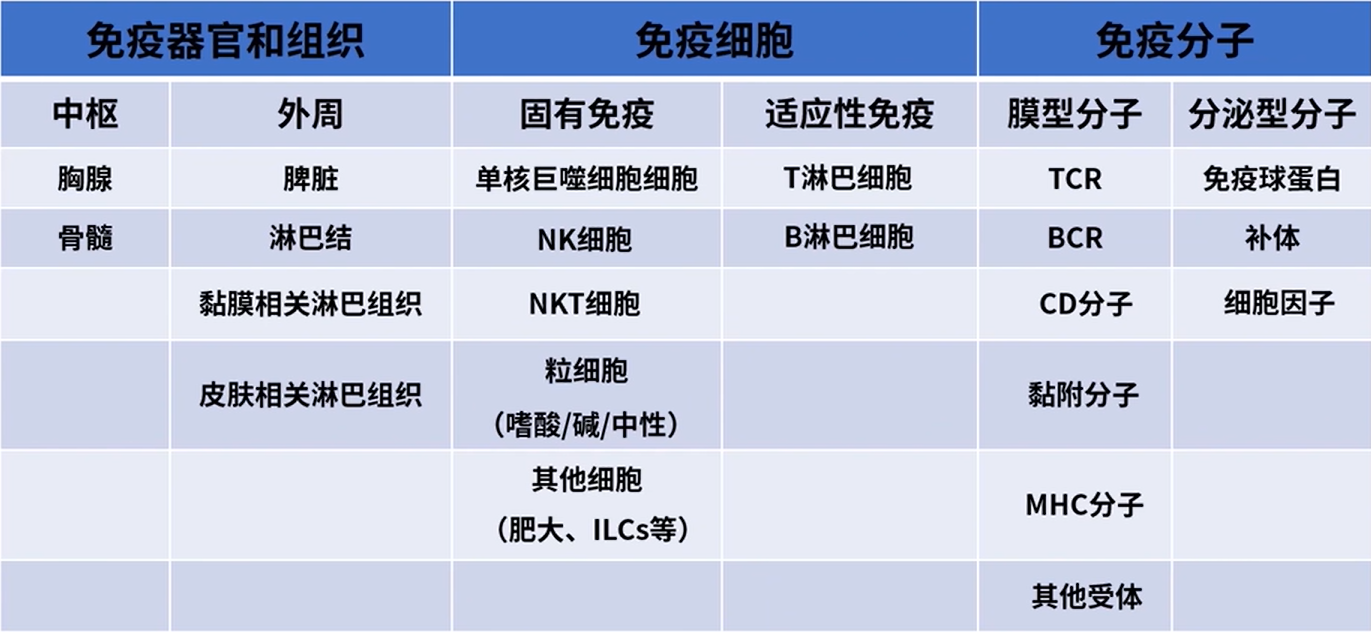 免疫器官和组织 免疫细胞 免疫分子
中枢 外周 固有免疫 适应性免疫 膜型分子 分泌型分子
胸腺 脾脏 单核巨噬细胞细胞 T淋巴细胞 TCR 免疫球蛋白
骨髓 淋巴结 NK细胞 B淋巴细胞 BCR 补体
黏膜相关淋巴组织 NKT细胞 CD分子 细胞因子
皮肤相关淋巴组织 粒细胞 黏附分子
（嗜酸/碱/中性）
其他细胞 MHC分子
（肥大、ILCs等）
其他受体